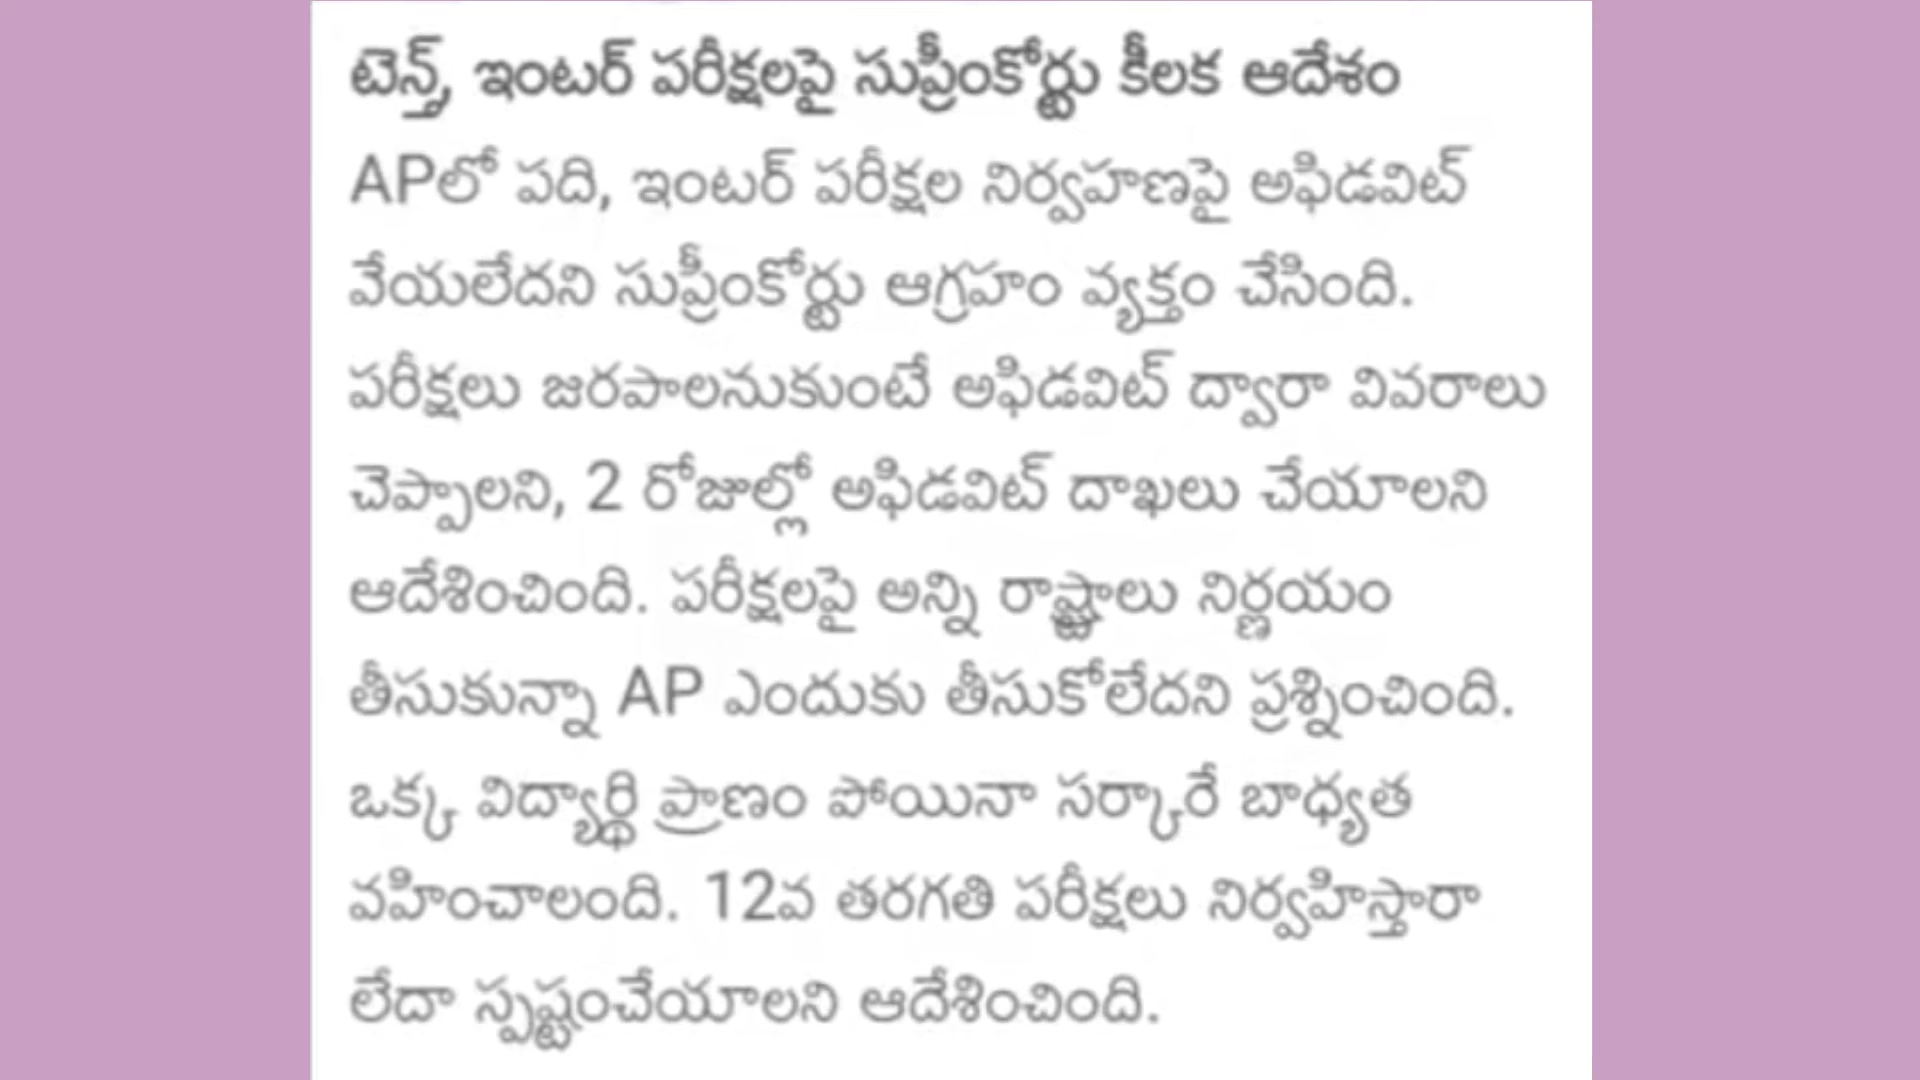 టెన్త్, ఇంటర్ పరీక్షలపై సుప్రీంకోర్టు కీలక ఆదేశం
APలో పది, ఇంటర్ పరీక్షల నిర్వహణపై అఫిడవిట్
వేయలేదని సుప్రీంకోర్టు ఆగ్రహం వ్యక్తం చేసింది.
పరీక్షలు జరపాలనుకుంటే అఫిడవిట్ ద్వారా వివరాలు
చెప్పాలని, 2 రోజుల్లో అఫిడవిట్ దాఖలు చేయాలని
ఆదేశించింది. పరీక్షలపై అన్ని రాష్ట్రాలు నిర్ణయం
తీసుకున్నా AP ఎందుకు తీసుకోలేదని ప్రశ్నించింది.
ఒక్క విద్యార్థి ప్రాణం పోయినా సర్కారే బాధ్యత
వహించాలంది. 12వ తరగతి పరీక్షలు నిర్వహిస్తారా
లేదా స్పష్టంచేయాలని ఆదేశించింది.